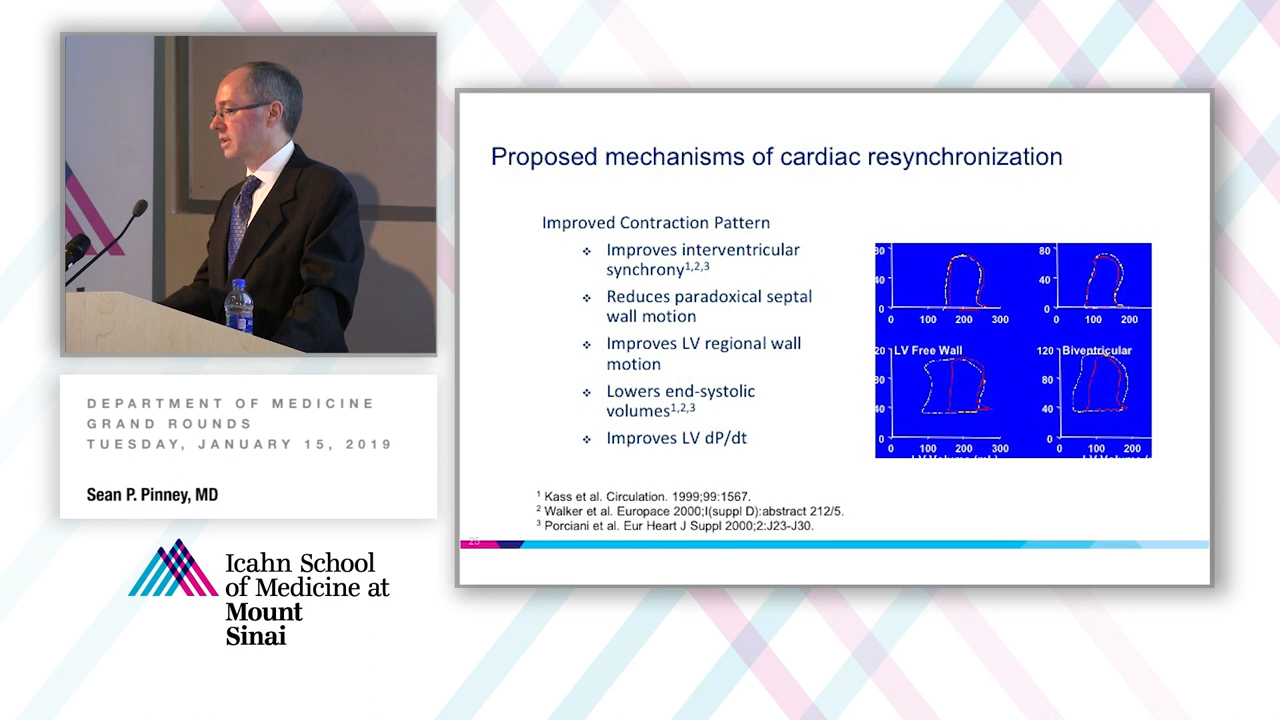 DEPARTMENT OF MEDICINE
GRAND ROUNDS
TUESDAY, JANUARY 15, 2019
Sean P. Pinney, MD
Icahn School
of Medicine at
Mount
Sinai
Proposed mechanisms of cardiac resynchronization
Improved Contraction Pattern
❖ Improves interventricular
synchrony1,2,3
❖ Reduces paradoxical septal
wall motion
❖ Improves LV regional wall
motion
❖ Lowers end-systolic
volumes1,2,3
❖ Improves LV dP/dt
80
40
0
0 100 200 300
80
40
0
0 100 200
20 LV Free Wall
80
40
0
0 100 200 300
120 Biventricular
80
40
0
0 100 200
1 Kass et al. Circulation. 1999;99:1567.
2 Walker et al. Europace 2000;I(suppl D):abstract 212/5.
3 Porciani et al. Eur Heart J Suppl 2000;2:J23-J30.